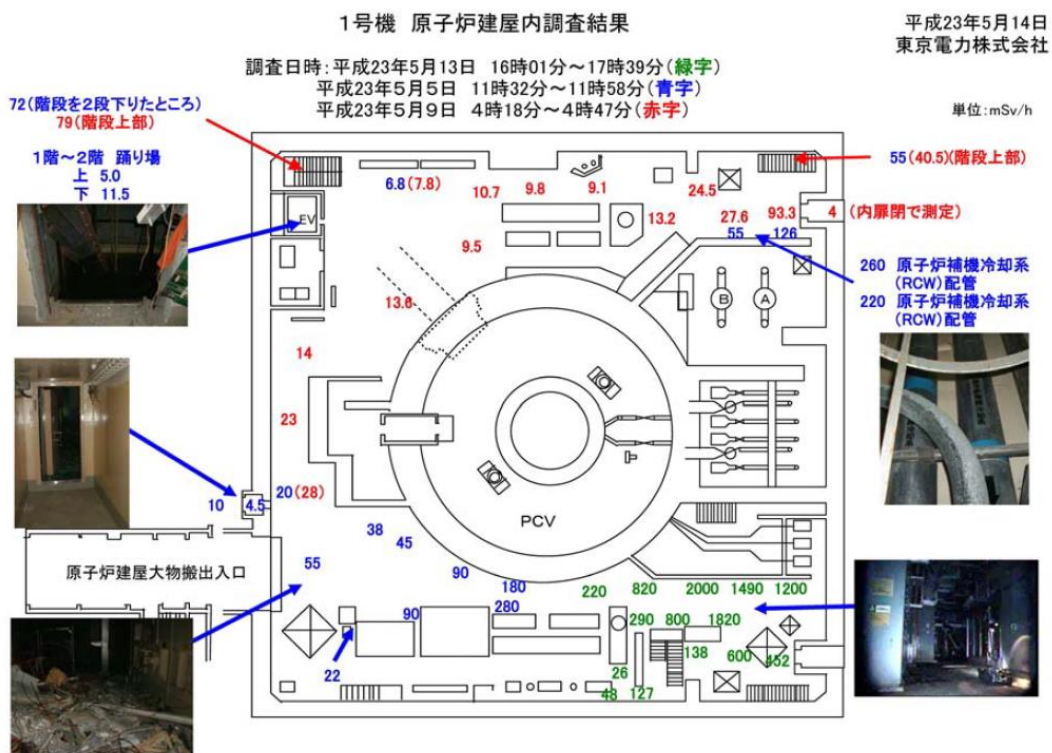 1号機 原子炉建屋内調査結果
平成23年5月14日
東京電力株式会社
調査日時：平成23年5月13日 16時01分～17時39分(緑字)
平成23年5月5日 11時32分～11時58分(青字)
平成23年5月9日 4時18分～4時47分(赤字)
単位：mSv/h
72(階段を2段下りたところ)
79(階段上部)
1階～2階 踊り場
上 5.0
下 11.5
55(40.5)(階段上部)
6.8(7.8)
10.7
9.8
9.1
24.5
EV
13.2
27.6
93.3
4
(内扉閉で測定)
55
126
9.5
260 原子炉補機冷却系
(RCW)配管
220 原子炉補機冷却系
(RCW)配管
B
A
13.6
14
23
20(28)
10
4.5
PCV
38
45
55
原子炉建屋大物搬出入口
90
180
220
820
2000
1490
1200
90
280
290
800
1820
138
600
452
22
26
48
127